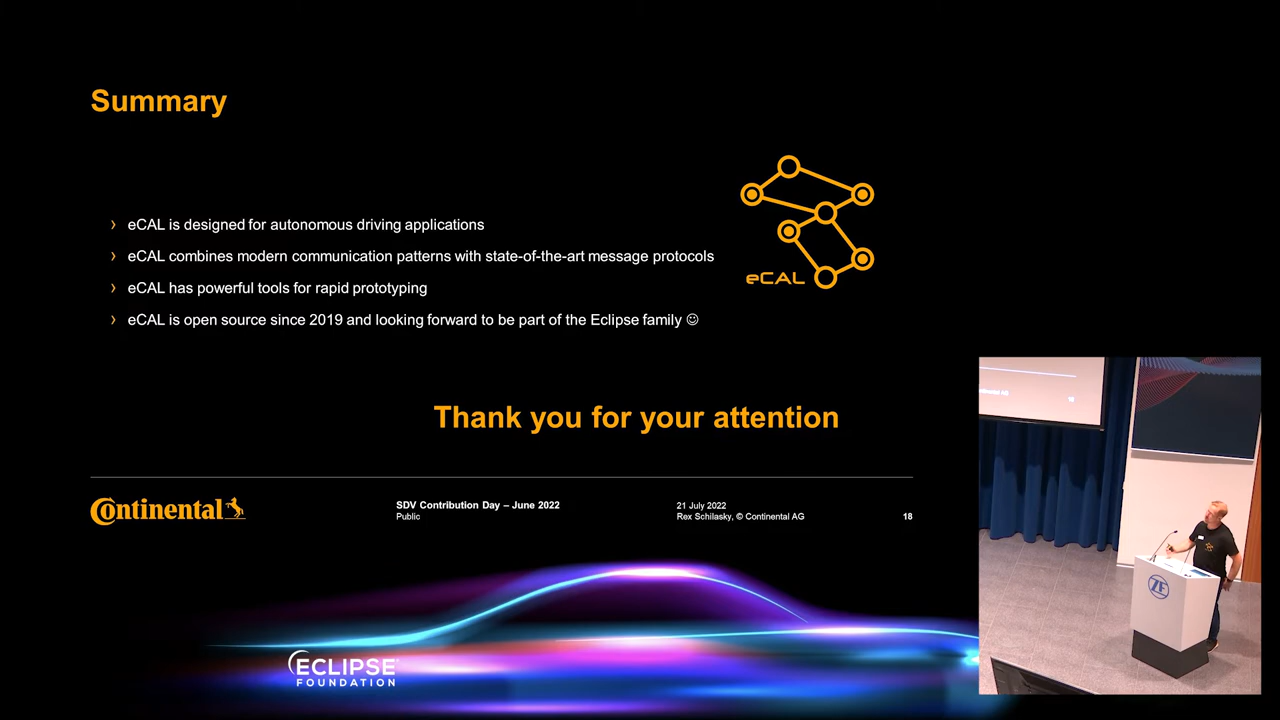 Summary
› eCAL is designed for autonomous driving applications
› eCAL combines modern communication patterns with state-of-the-art message protocols
› eCAL has powerful tools for rapid prototyping
› eCAL is open source since 2019 and looking forward to be part of the Eclipse family ☺
eCAL
Thank you for your attention
Continental
SDV Contribution Day – June 2022
Public
21 July 2022
Rex Schilasky, © Continental AG
18
ECLIPSE
FOUNDATION
ZF